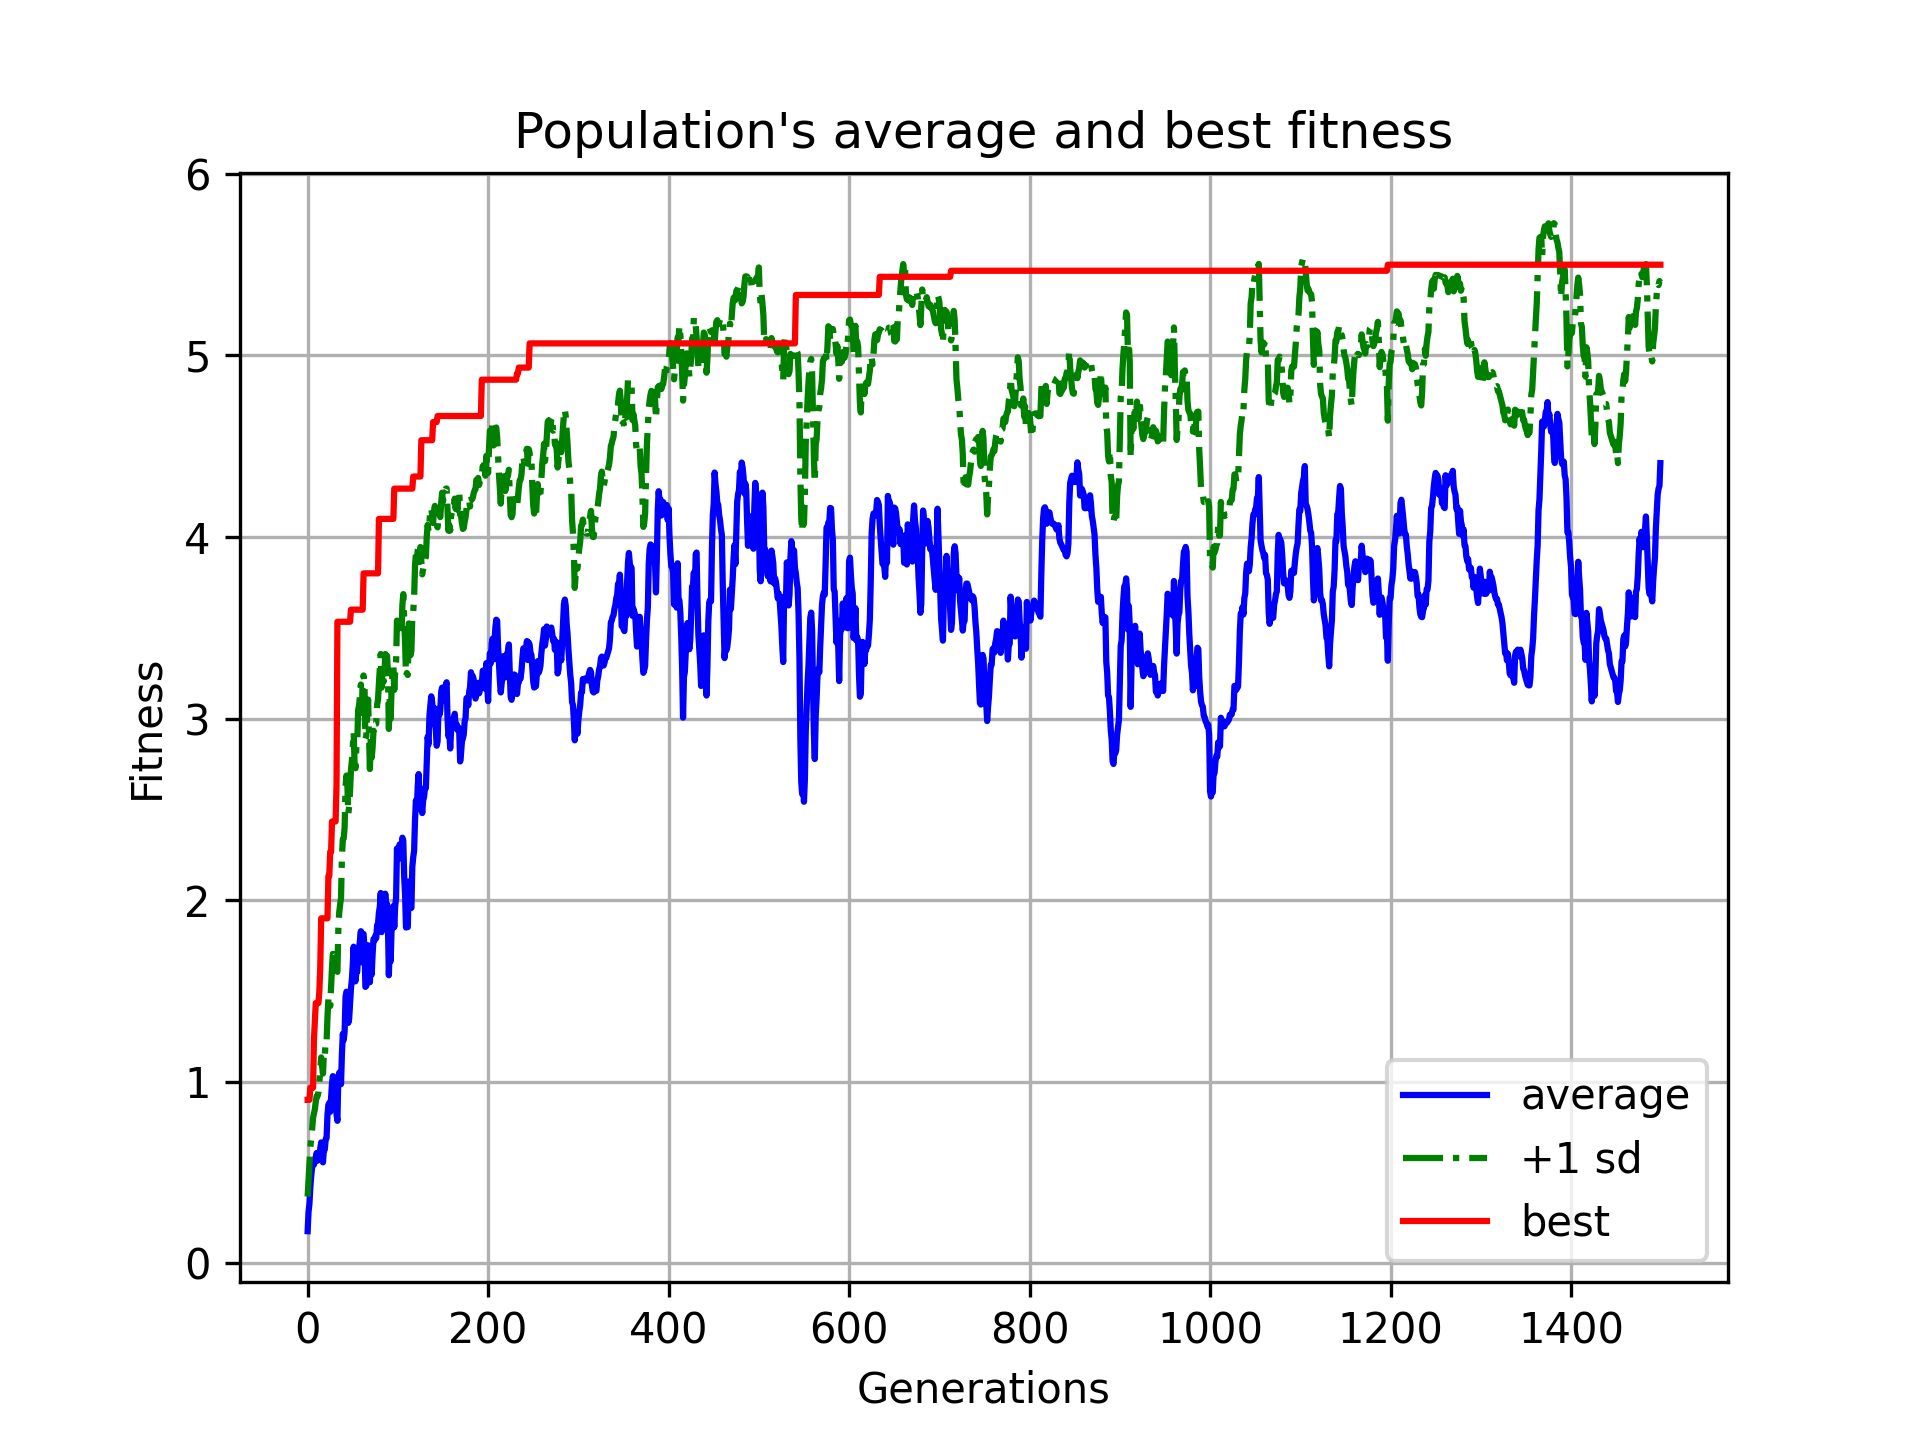 Population's average and best fitness
6
5
4
3
2
1
0
Fitness
average
+1 sd
best
0 200 400 600 800 1000 1200 1400
Generations